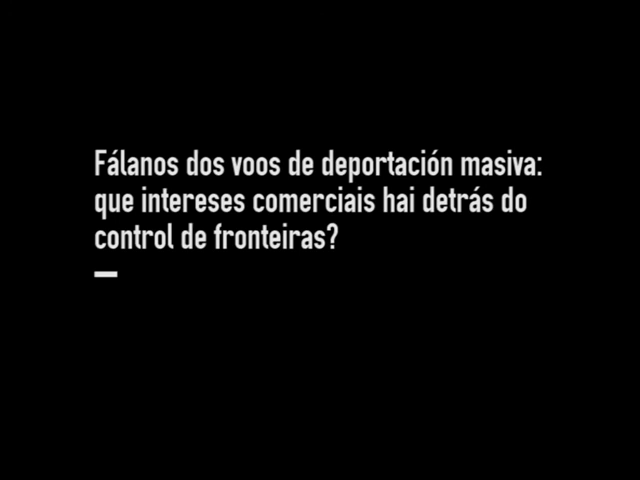 Fálanos dos voos de deportación masiva:
que intereses comerciais hai detrás do
control de fronteiras?